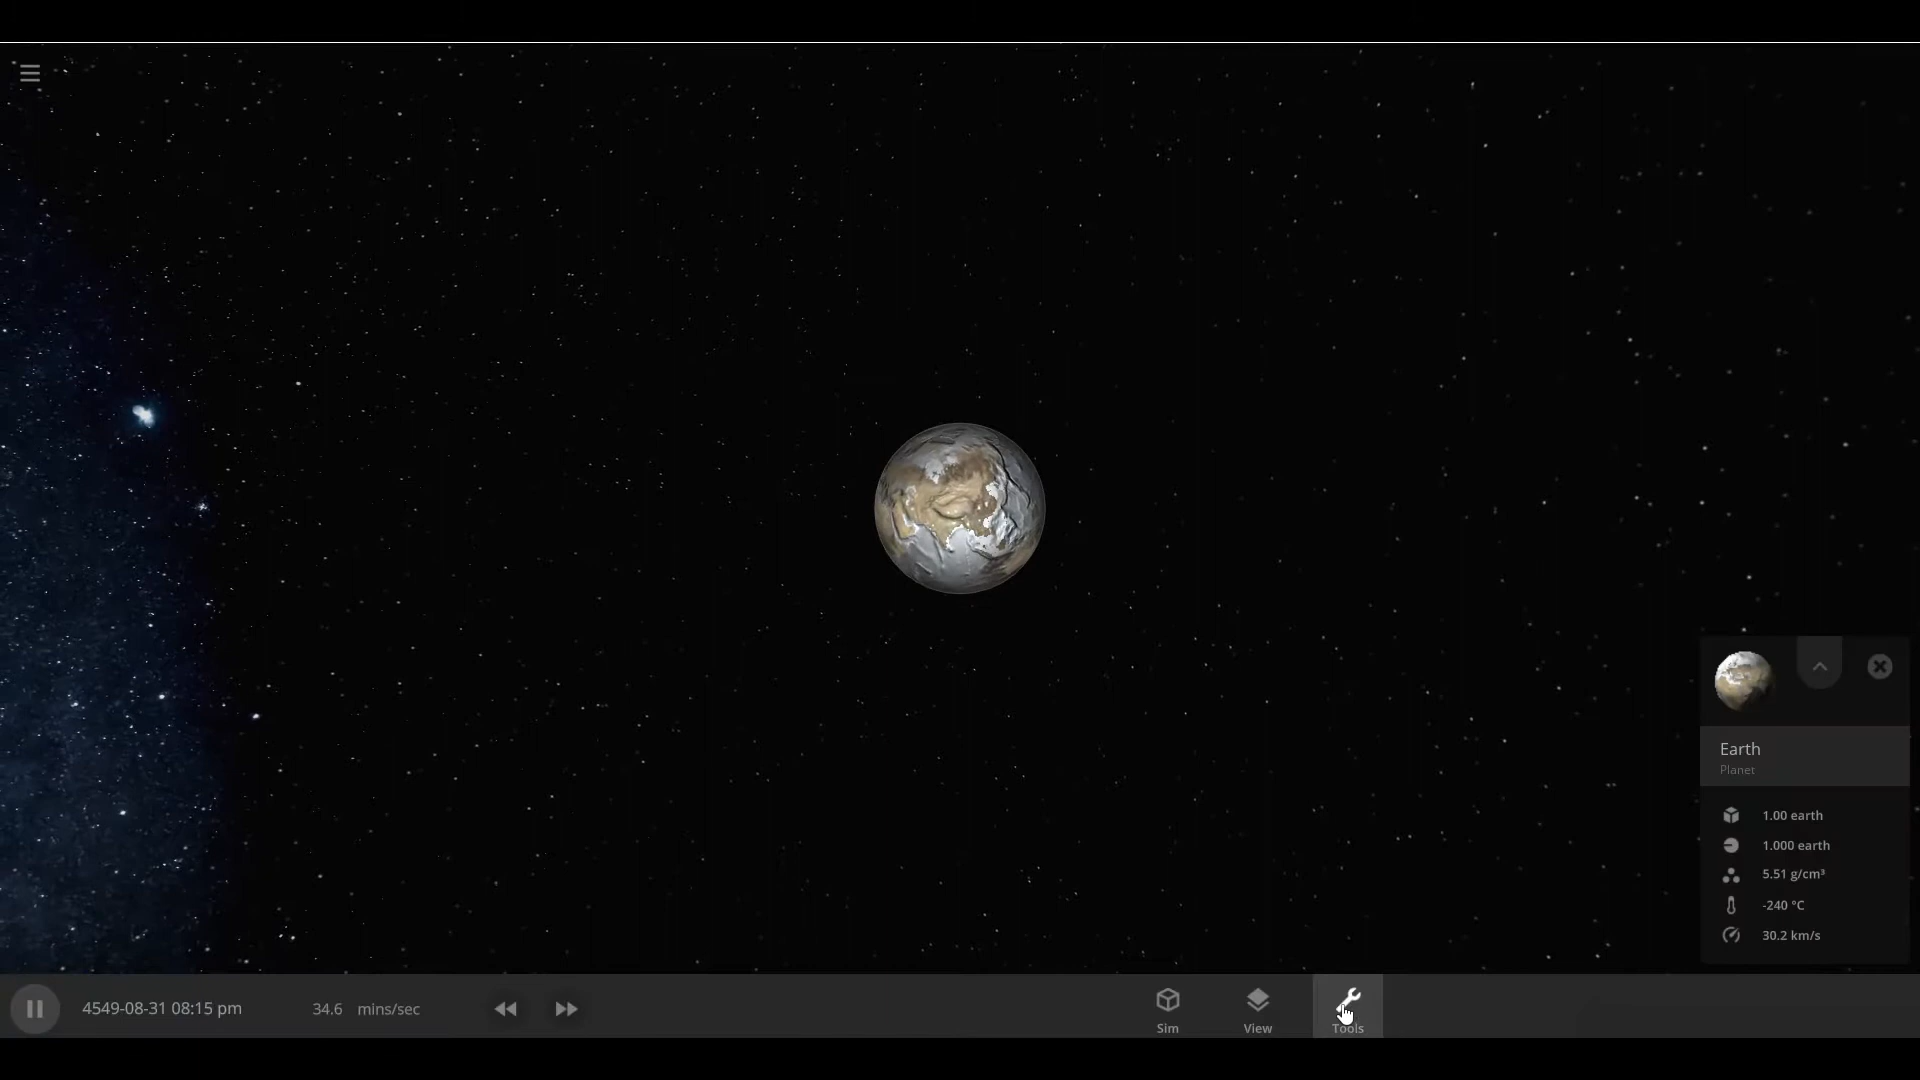 Earth
Planet
1.00 earth
1.000 earth
5.51 g/cm³
-240 °C
30.2 km/s
4549-08-31 08:15 pm
34.6 mins/sec
Sim
View
Tools